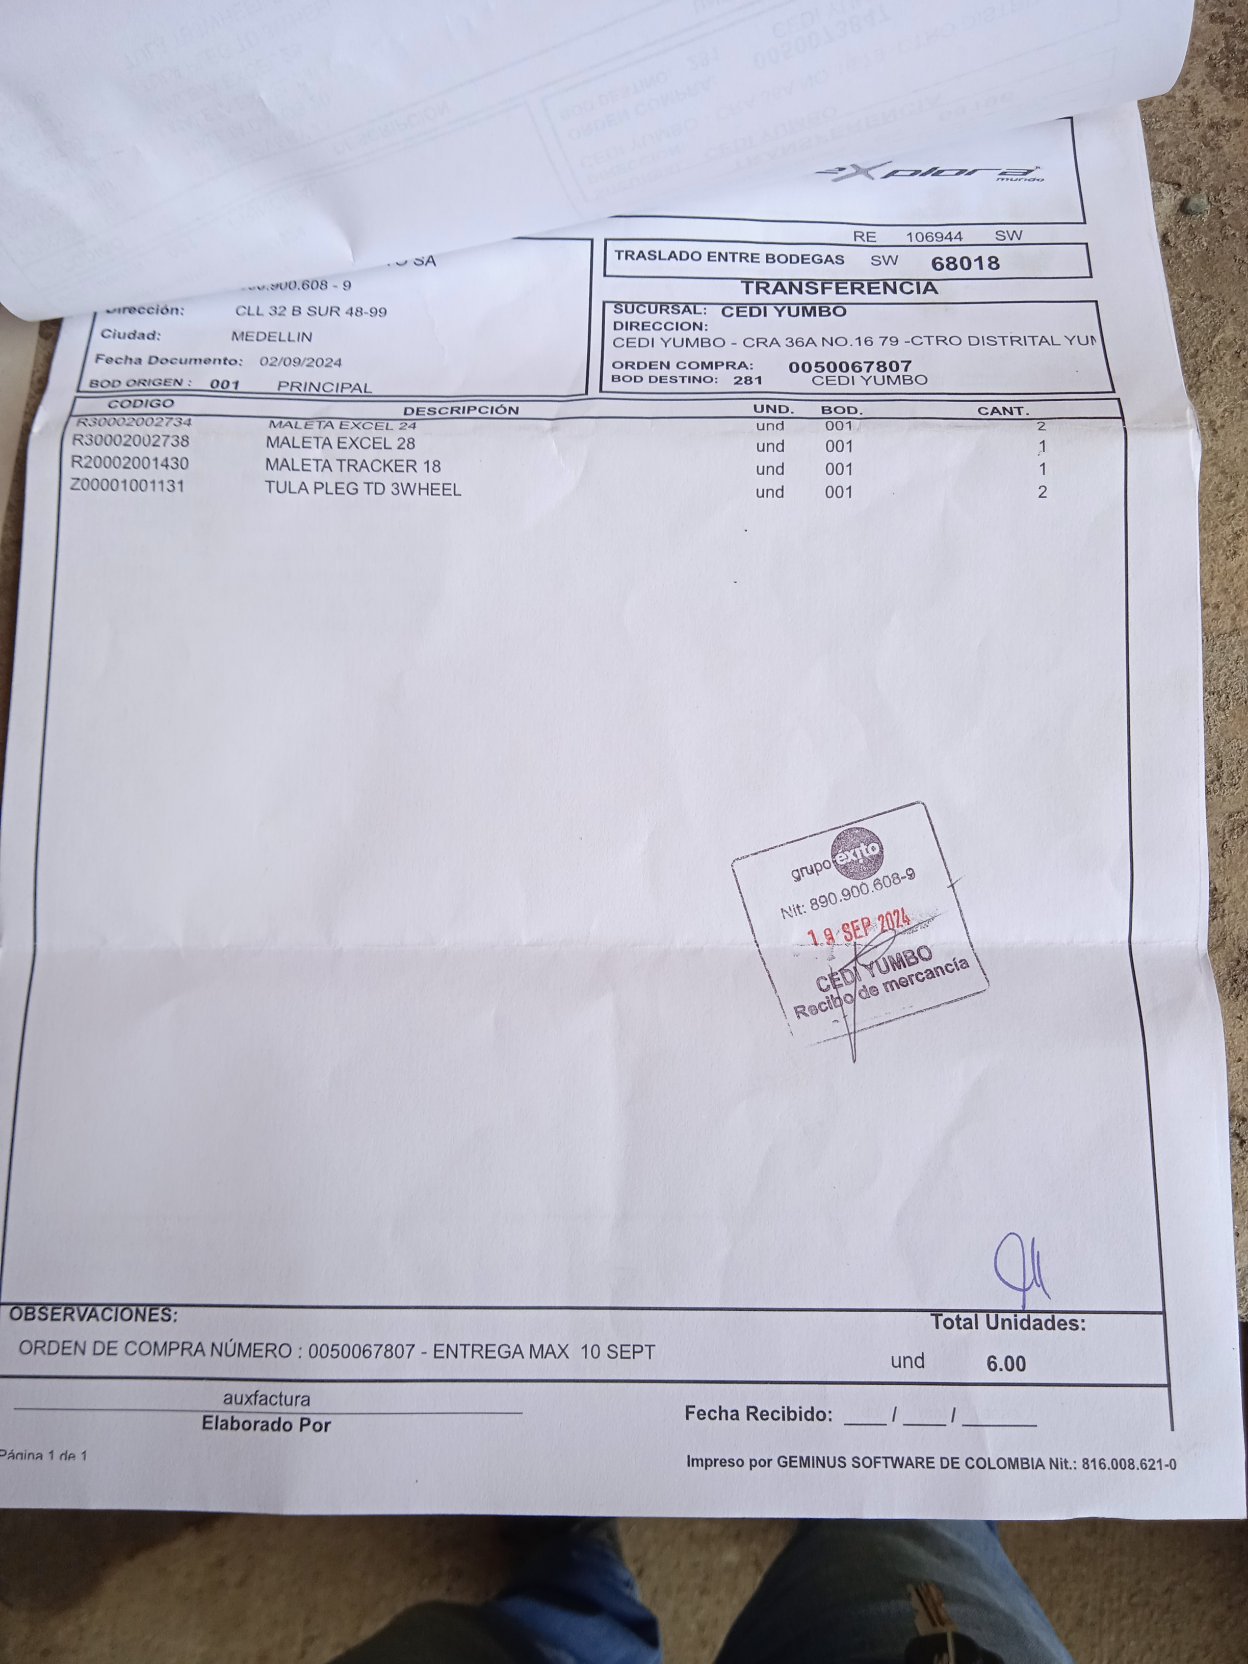 explora
mundo
RE 106944 SW
TRASLADO ENTRE BODEGAS SW 68018
TRANSFERENCIA
SA
.900.608 - 9
Dirección: CLL 32 B SUR 48-99
Ciudad: MEDELLIN
Fecha Documento: 02/09/2024
BOD ORIGEN : 001 PRINCIPAL
SUCURSAL: CEDI YUMBO
DIRECCION:
CEDI YUMBO - CRA 36A NO.16 79 -CTRO DISTRITAL YUM
ORDEN COMPRA: 0050067807
BOD DESTINO: 281 CEDI YUMBO
CODIGO DESCRIPCIÓN UND. BOD. CANT.
R30002002734 MALETA EXCEL 24 und 001 2
R30002002738 MALETA EXCEL 28 und 001 1
R20002001430 MALETA TRACKER 18 und 001 1
Z00001001131 TULA PLEG TD 3WHEEL und 001 2
grupo éxito
Nit: 890.900.608-9
19 SEP 2024
CEDI YUMBO
Recibo de mercancía
OBSERVACIONES:
ORDEN DE COMPRA NÚMERO : 0050067807 - ENTREGA MAX 10 SEPT
Total Unidades:
und 6.00
auxfactura
Elaborado Por
Fecha Recibido: ____ / ____ / _______
Página 1 de 1
Impreso por GEMINUS SOFTWARE DE COLOMBIA Nit.: 816.008.621-0